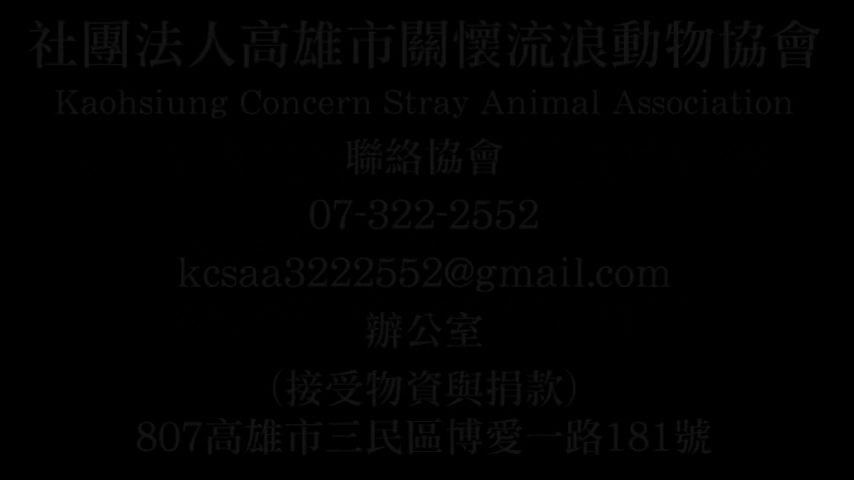 社團法人高雄市關懷流浪動物協會
Kaohsiung Concern Stray Animal Association
聯絡協會
07-322-2552
kcsaa3222552@gmail.com
辦公室
(接受物資與捐款)
807高雄市三民區博愛一路181號